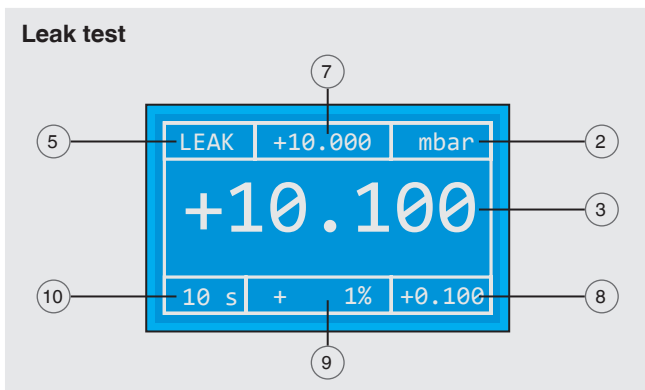 Leak test
7
5 LEAK +10.000 mbar 2
+10.100 3
10 10 s + 1% +0.100 8
9